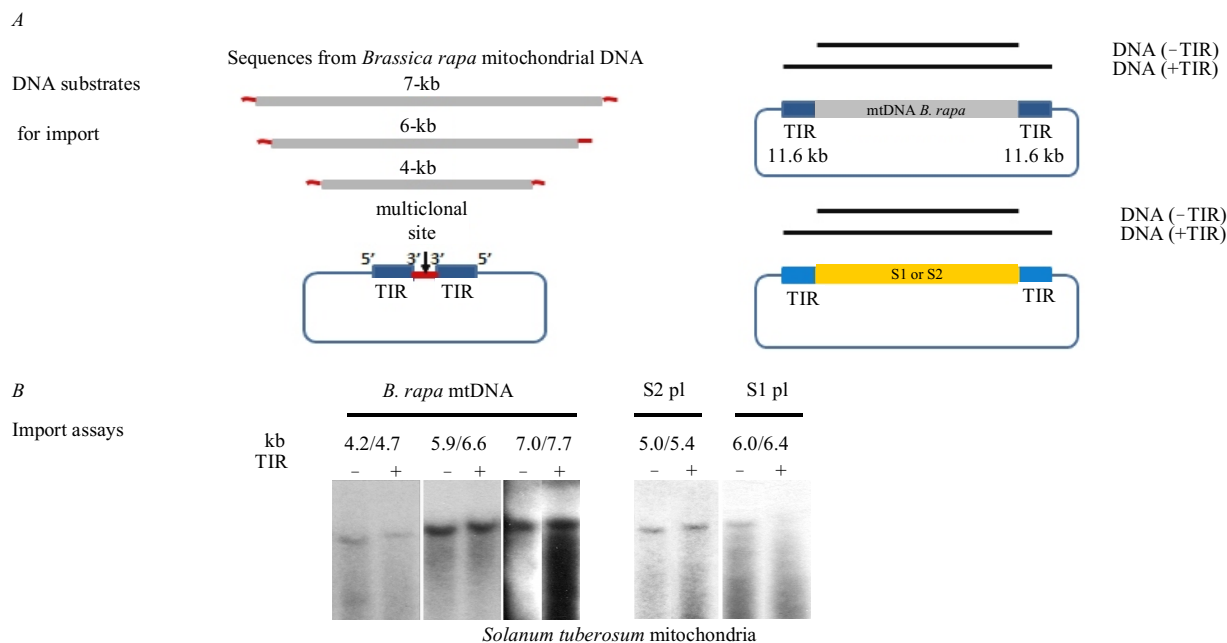 A
Sequences from Brassica rapa mitochondrial DNA
DNA substrates
for import
7-kb
6-kb
4-kb
multiclonal
site
5′ 3′ 3′ 5′
TIR TIR
DNA (−TIR)
DNA (+TIR)
mtDNA B. rapa
TIR TIR
11.6 kb 11.6 kb
DNA (−TIR)
DNA (+TIR)
S1 or S2
TIR TIR
B
Import assays
B. rapa mtDNA S2 pl S1 pl
kb 4.2/4.7 5.9/6.6 7.0/7.7 5.0/5.4 6.0/6.4
TIR − + − + − + − + − +
Solanum tuberosum mitochondria